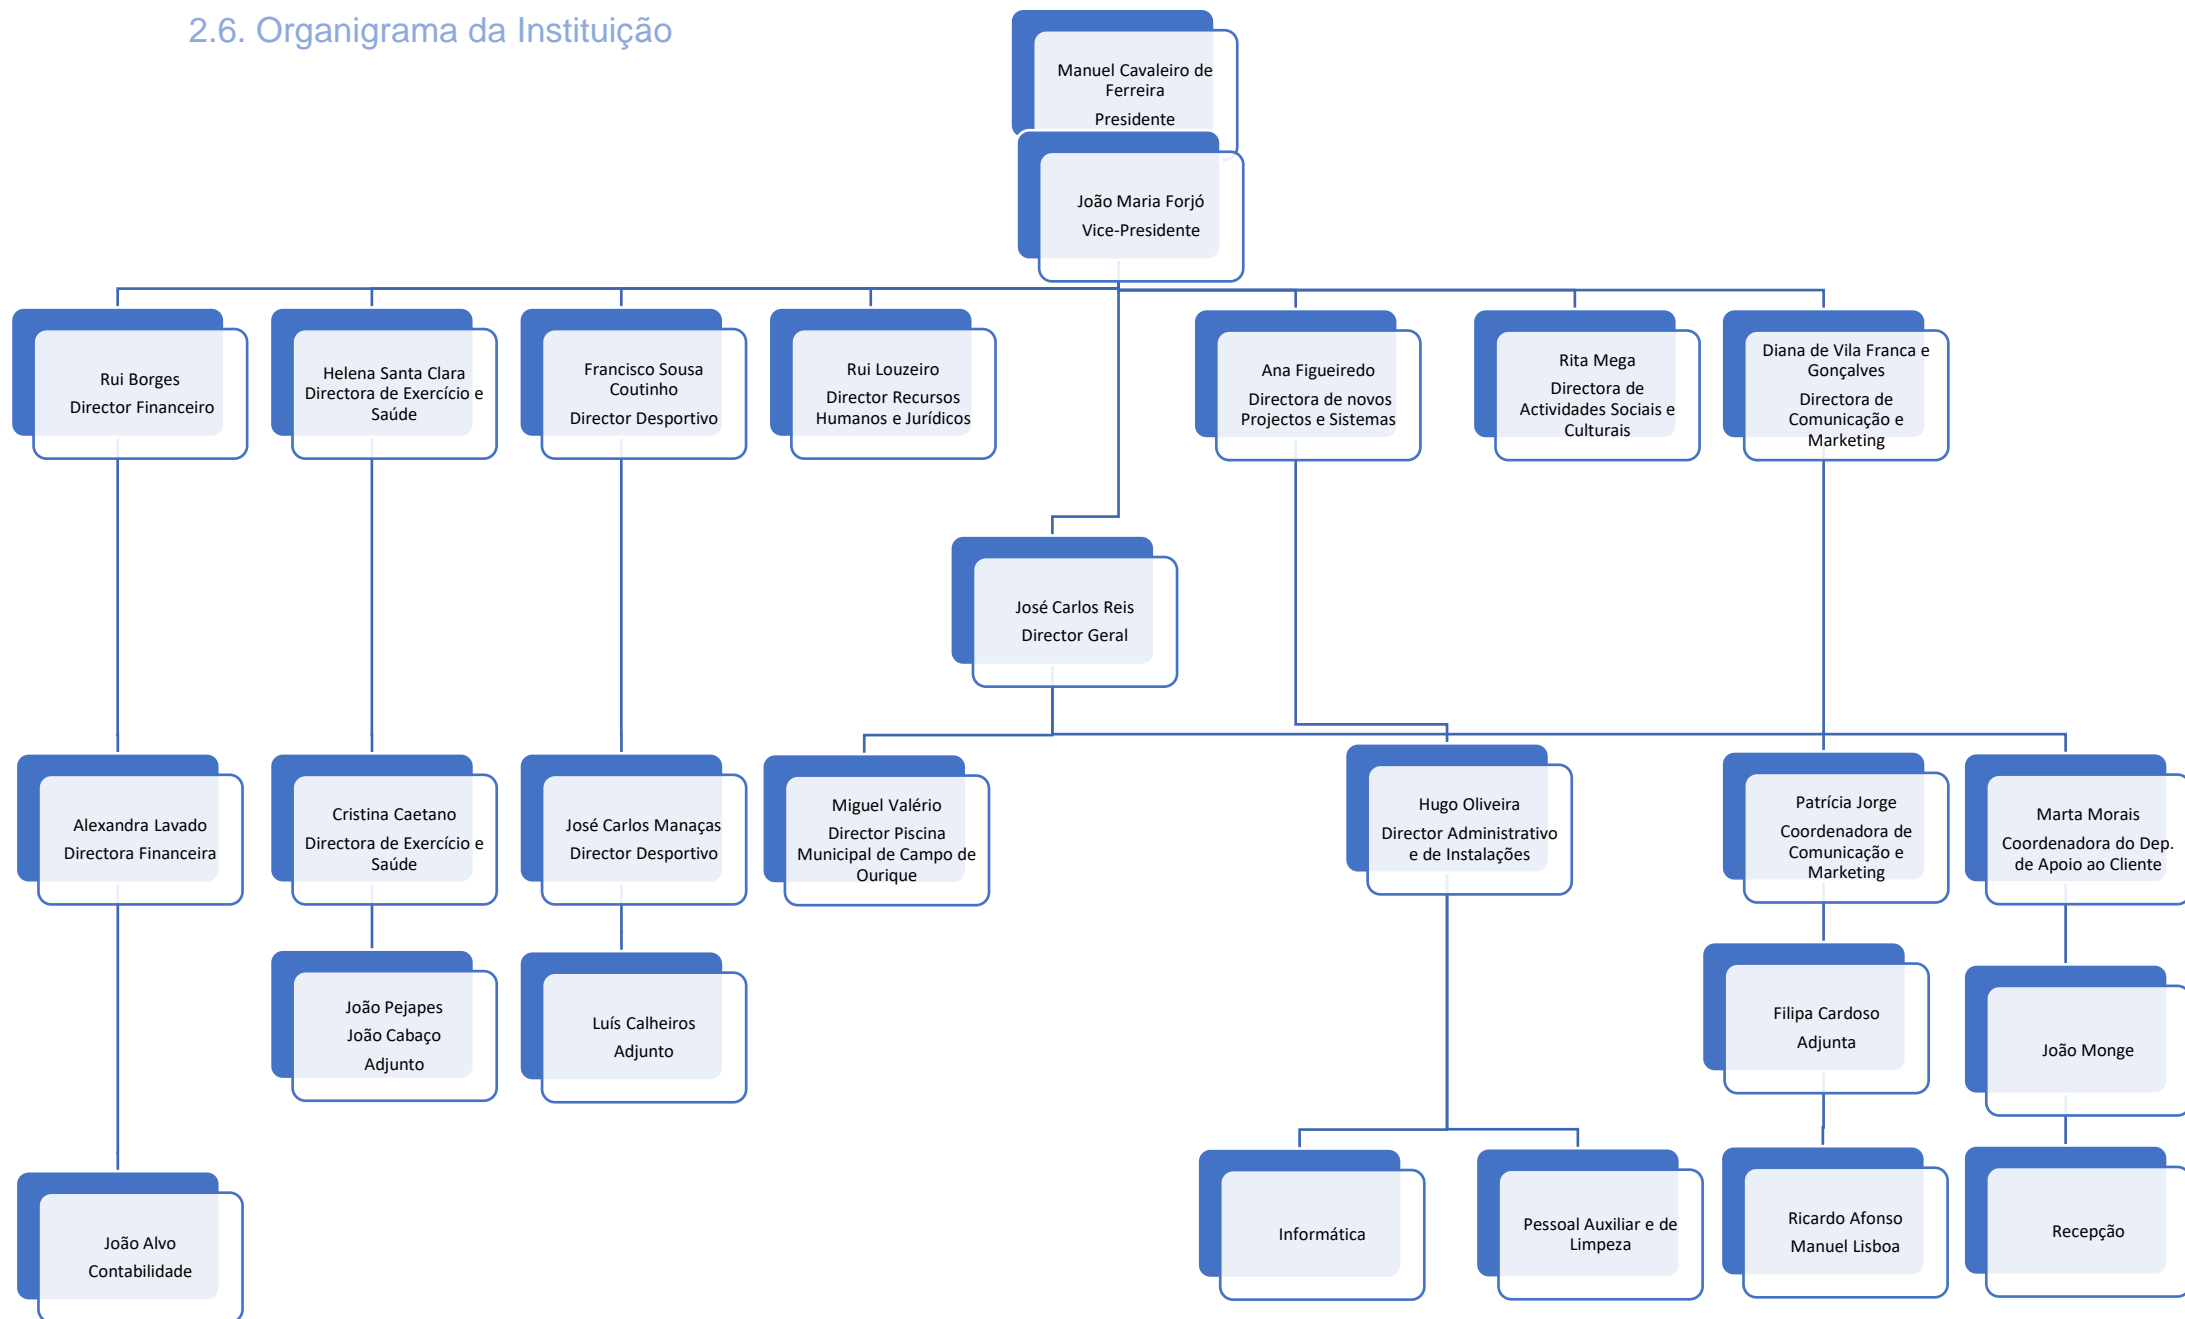 2.6. Organigrama da Instituição
Manuel Cavaleiro de
Ferreira
Presidente
João Maria Forjó
Vice-Presidente
Rui Borges
Director Financeiro
Helena Santa Clara
Directora de Exercício e
Saúde
Francisco Sousa
Coutinho
Director Desportivo
Rui Louzeiro
Director Recursos
Humanos e Jurídicos
Ana Figueiredo
Directora de novos
Projectos e Sistemas
Rita Mega
Directora de
Actividades Sociais e
Culturais
Diana de Vila Franca e
Gonçalves
Directora de
Comunicação e
Marketing
José Carlos Reis
Director Geral
Alexandra Lavado
Directora Financeira
Cristina Caetano
Directora de Exercício e
Saúde
José Carlos Manaças
Director Desportivo
Miguel Valério
Director Piscina
Municipal de Campo de
Ourique
Hugo Oliveira
Director Administrativo
e de Instalações
Patrícia Jorge
Coordenadora de
Comunicação e
Marketing
Marta Morais
Coordenadora do Dep.
de Apoio ao Cliente
João Pejapes
João Cabaço
Adjunto
Luís Calheiros
Adjunto
Filipa Cardoso
Adjunta
João Monge
João Alvo
Contabilidade
Informática
Pessoal Auxiliar e de
Limpeza
Ricardo Afonso
Manuel Lisboa
Recepção